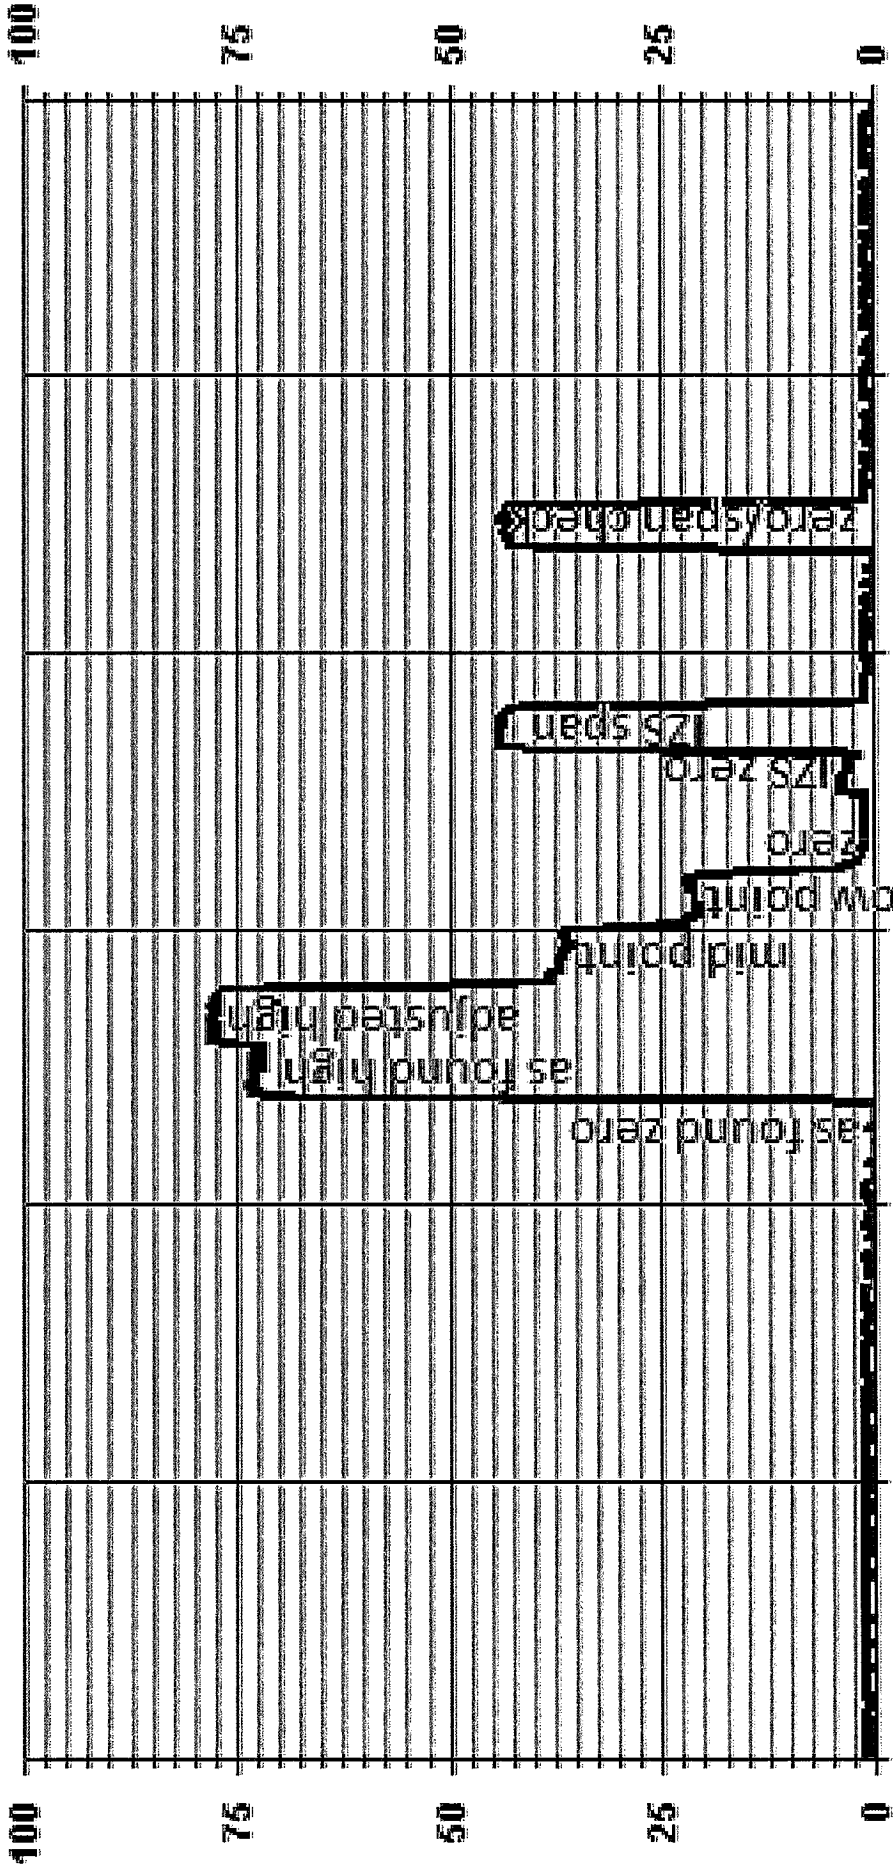 100
75
50
25
0
as found zero
as found high
adjusted high
mid point
ow point
zero
IZS zero
IZS span
zero/span check
100
75
50
25
0